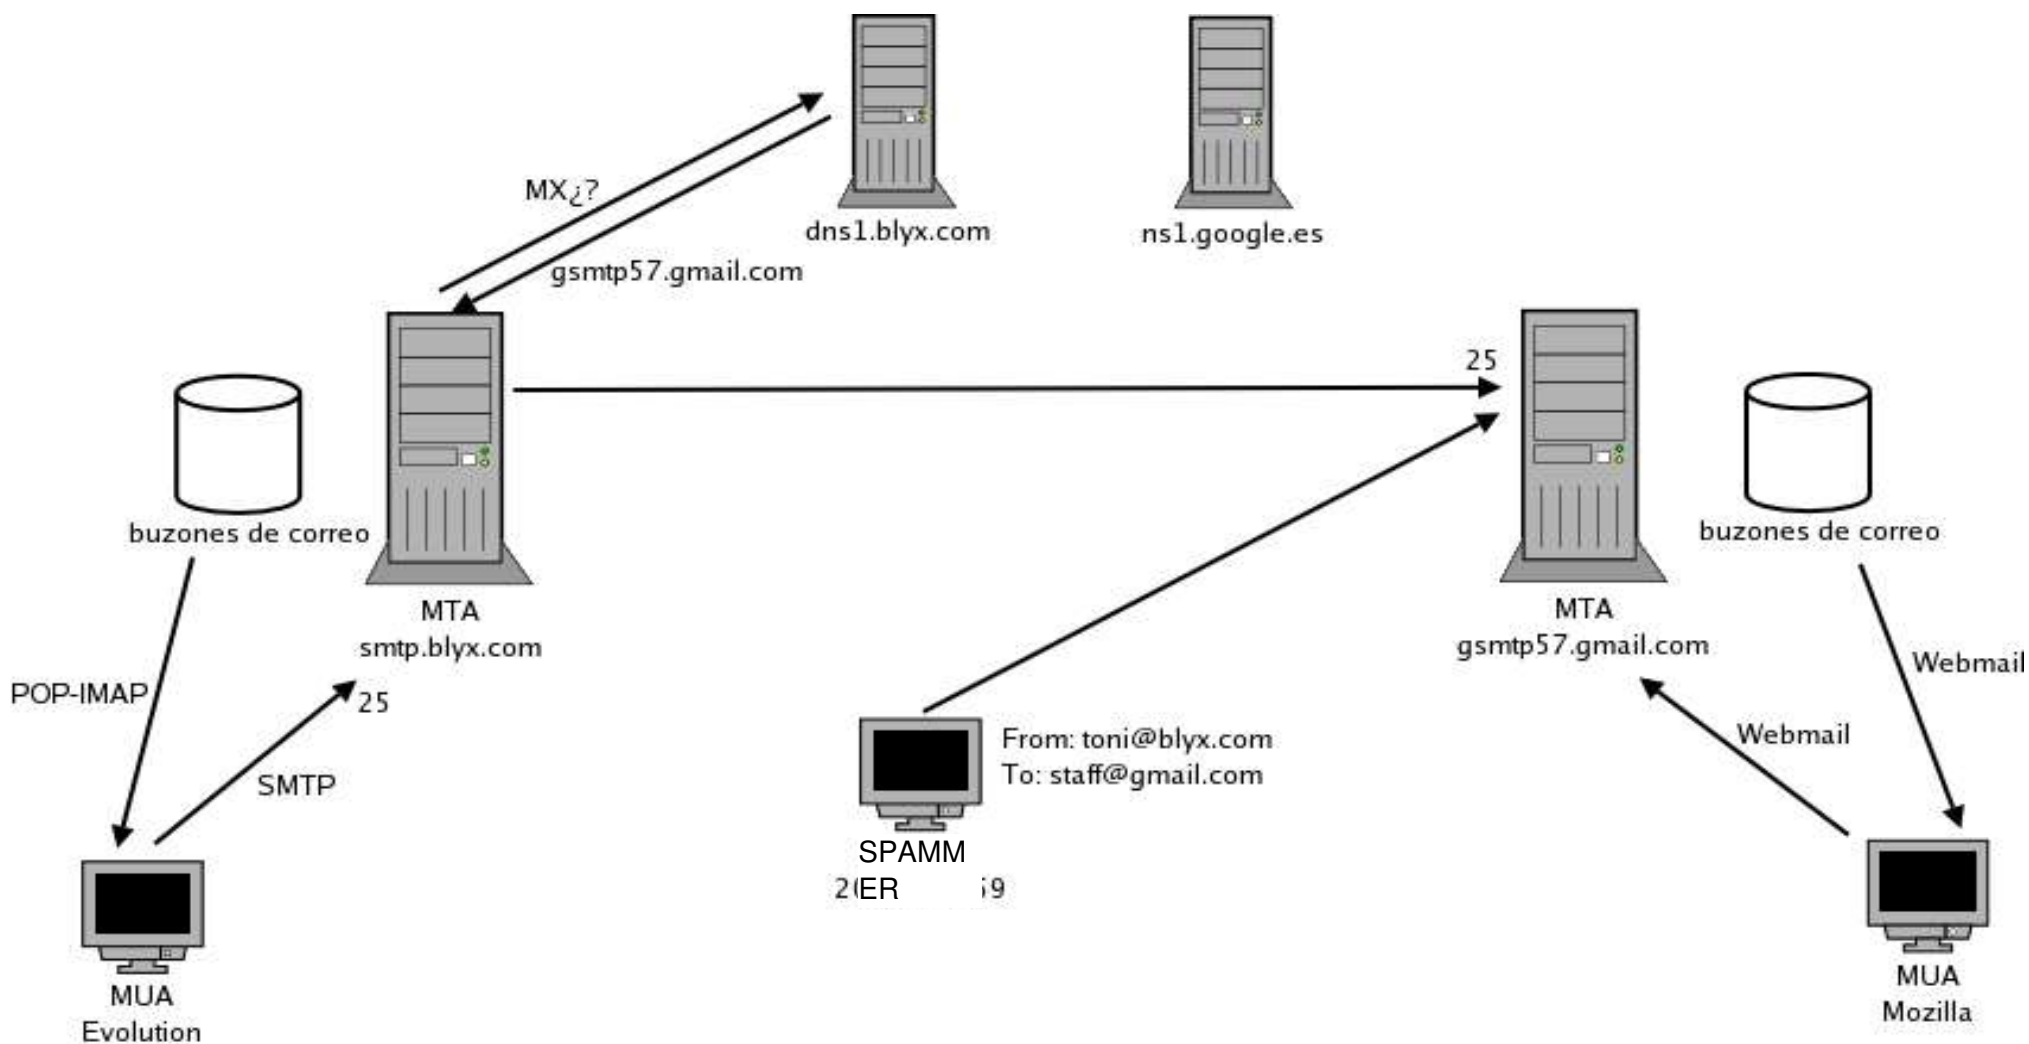 dns1.blyx.com
ns1.google.es
MX¿?
gsmtp57.gmail.com
25
buzones de correo
buzones de correo
MTA
smtp.blyx.com
MTA
gsmtp57.gmail.com
POP-IMAP
25
SMTP
Webmail
Webmail
From: toni@blyx.com
To: staff@gmail.com
SPAMM
ER
MUA
Evolution
MUA
Mozilla